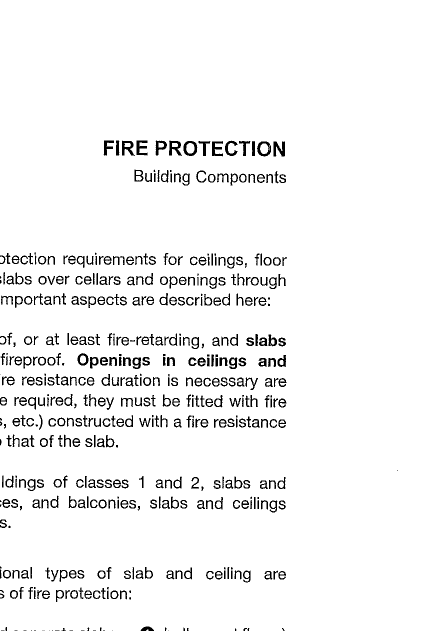 FIRE PROTECTION
Building Components
otection requirements for ceilings, floor
slabs over cellars and openings through
mportant aspects are described here:
of, or at least fire-retarding, and slabs
fireproof. Openings in ceilings and
re resistance duration is necessary are
e required, they must be fitted with fire
s, etc.) constructed with a fire resistance
that of the slab.
ldings of classes 1 and 2, slabs and
ces, and balconies, slabs and ceilings
s.
ional types of slab and ceiling are
s of fire protection: